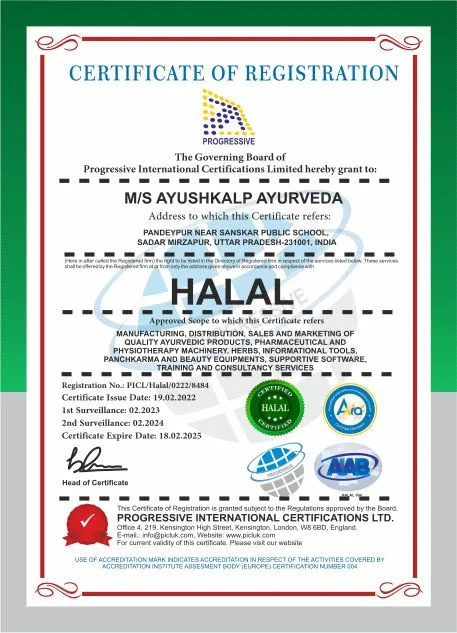 CERTIFICATE OF REGISTRATION
PROGRESSIVE
The Governing Board of
Progressive International Certifications Limited hereby grant to:
M/S AYUSHKALP AYURVEDA
Address to which this Certificate refers:
PANDEYPUR NEAR SANSKAR PUBLIC SCHOOL,
SADAR MIRZAPUR, UTTAR PRADESH-231001, INDIA
(Here in after called the Registered firm) the right to be listed in the Directory of Registered firm in respect of the services listed below. These services
shall be offered by the Registered firm at or from only the address given above in accordance and compliance with
HALAL
Approved Scope to which this Certificate refers
MANUFACTURING, DISTRIBUTION, SALES AND MARKETING OF
QUALITY AYURVEDIC PRODUCTS, PHARMACEUTICAL AND
PHYSIOTHERAPY MACHINERY, HERBS, INFORMATIONAL TOOLS,
PANCHKARMA AND BEAUTY EQUIPMENTS, SUPPORTIVE SOFTWARE,
TRAINING AND CONSULTANCY SERVICES
Registration No.: PICL/Halal/0222/8484
Certificate Issue Date: 19.02.2022
1st Surveillance: 02.2023
2nd Surveillance: 02.2024
Certificate Expire Date: 18.02.2025
CERTIFIED
HALAL
CERTIFIED
PROGRESSIVE
AIAB
Head of Certificate
This Certificate of Registration is granted subject to the Regulations approved by the Board.
PROGRESSIVE INTERNATIONAL CERTIFICATIONS LTD.
Office 4, 219, Kensington High Street, Kensington, London, W8 6BD, England.
E-mail.: info@picluk.com, Website: www.picluk.com
For current validity of this certificate. Please visit our website
USE OF ACCREDITATION MARK INDICATES ACCREDITATION IN RESPECT OF THE ACTIVITIES COVERED BY
ACCREDITATION INSTITUTE ASSESMENT BODY (EUROPE) CERTIFICATION NUMBER 004